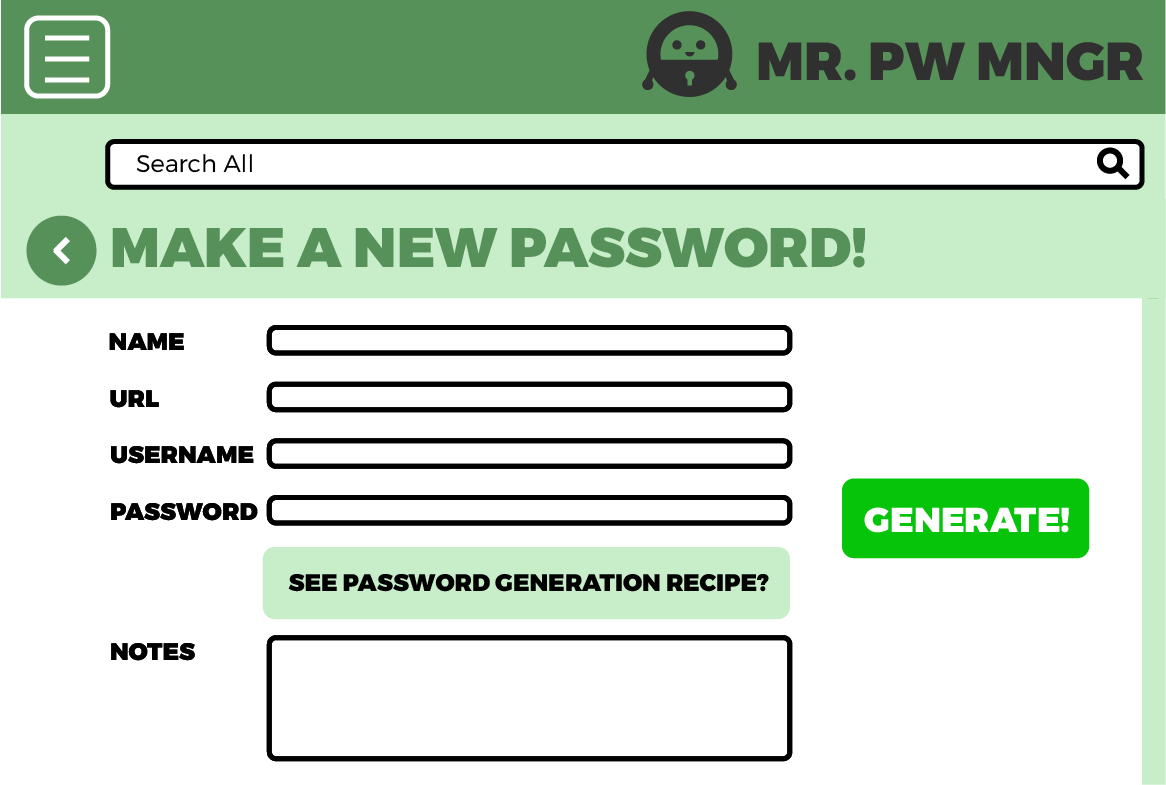 MR. PW MNGR
Search All
MAKE A NEW PASSWORD!
NAME
URL
USERNAME
PASSWORD
GENERATE!
SEE PASSWORD GENERATION RECIPE?
NOTES